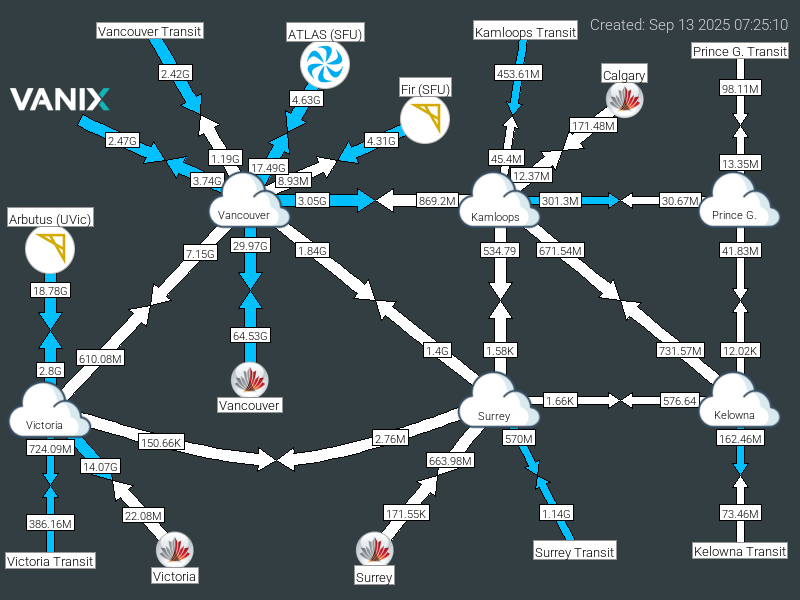 Created: Sep 13 2025 07:25:10
Vancouver Transit
ATLAS (SFU)
Kamloops Transit
Prince G. Transit
2.42G
453.61M
Calgary
Fir (SFU)
98.11M
VANIX
4.63G
171.48M
2.47G
4.31G
1.19G
45.4M
13.35M
17.49G
12.37M
3.74G
8.93M
3.05G
869.2M
301.3M
30.67M
Arbutus (UVic)
Vancouver
Kamloops
Prince G.
7.15G
29.97G
1.84G
534.79
671.54M
41.83M
18.78G
64.53G
610.08M
1.4G
1.58K
731.57M
12.02K
2.8G
Vancouver
1.66K
576.64
Victoria
Surrey
Kelowna
150.66K
2.76M
570M
162.46M
724.09M
14.07G
663.98M
22.08M
171.55K
1.14G
73.46M
386.16M
Victoria Transit
Victoria
Surrey
Surrey Transit
Kelowna Transit